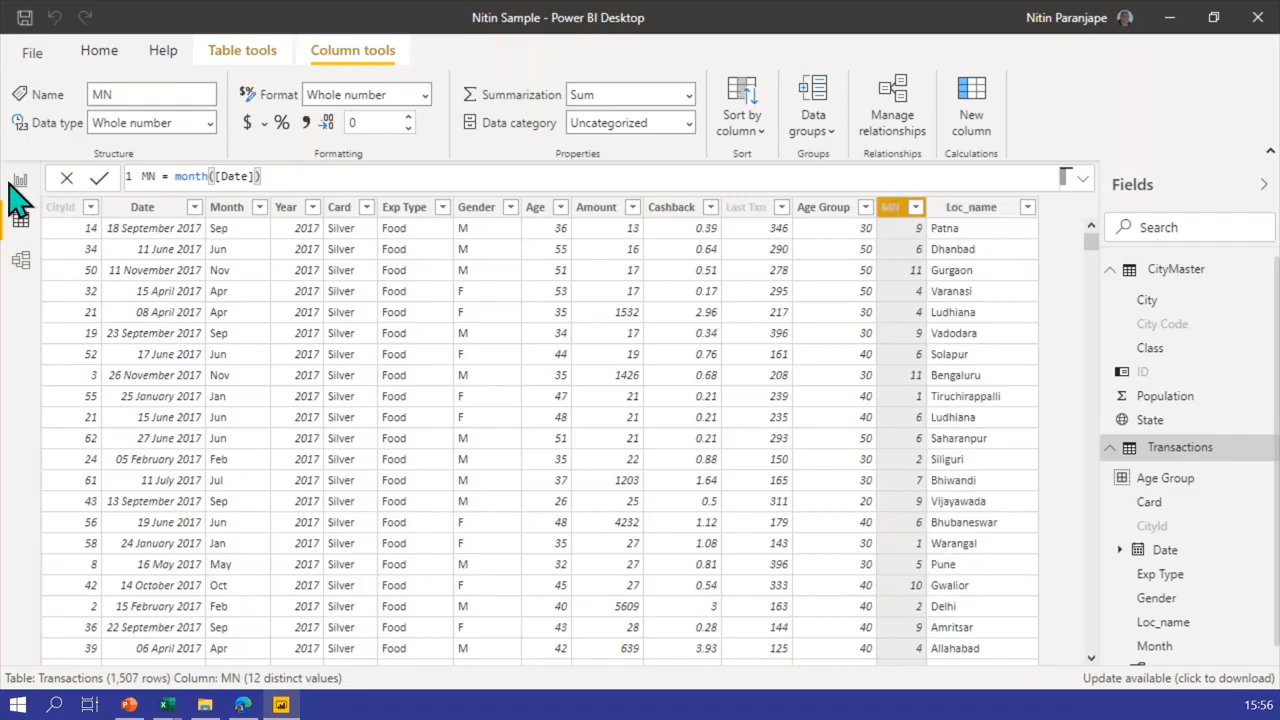 Nitin Sample - Power BI Desktop
Nitin Paranjape
File Home Help Table tools Column tools
Name MN
Data type Whole number
Structure
$% Format Whole number
$ % 9 0
Formatting
Summarization Sum
Data category Uncategorized
Properties
Sort by column
Sort
Data groups
Groups
Manage relationships
Relationships
New column
Calculations
1 MN = month([Date])
CityId Date Month Year Card Exp Type Gender Age Amount Cashback Last Txn Age Group MN Loc_name
14 18 September 2017 Sep 2017 Silver Food M 36 13 0.39 346 30 9 Patna
34 11 June 2017 Jun 2017 Silver Food M 55 16 0.64 290 50 6 Dhanbad
50 11 November 2017 Nov 2017 Silver Food M 51 17 0.51 278 50 11 Gurgaon
32 15 April 2017 Apr 2017 Silver Food F 53 17 0.17 295 50 4 Varanasi
21 08 April 2017 Apr 2017 Silver Food F 35 1532 2.96 217 30 4 Ludhiana
19 23 September 2017 Sep 2017 Silver Food M 34 17 0.34 396 30 9 Vadodara
52 17 June 2017 Jun 2017 Silver Food F 44 19 0.76 161 40 6 Solapur
3 26 November 2017 Nov 2017 Silver Food M 35 1426 0.68 208 30 11 Bengaluru
55 25 January 2017 Jan 2017 Silver Food F 47 21 0.21 239 40 1 Tiruchirappalli
21 15 June 2017 Jun 2017 Silver Food F 48 21 0.21 235 40 6 Ludhiana
62 27 June 2017 Jun 2017 Silver Food M 51 21 0.21 293 50 6 Saharanpur
24 05 February 2017 Feb 2017 Silver Food M 35 22 0.88 150 30 2 Siliguri
61 11 July 2017 Jul 2017 Silver Food M 37 1203 1.64 165 30 7 Bhiwandi
43 13 September 2017 Sep 2017 Silver Food M 26 25 0.5 311 20 9 Vijayawada
56 19 June 2017 Jun 2017 Silver Food F 48 4232 1.12 179 40 6 Bhubaneswar
58 24 January 2017 Jan 2017 Silver Food F 35 27 1.08 143 30 1 Warangal
8 16 May 2017 May 2017 Silver Food M 32 27 0.81 396 30 5 Pune
42 14 October 2017 Oct 2017 Silver Food F 45 27 0.54 333 40 10 Gwalior
2 15 February 2017 Feb 2017 Silver Food M 40 5609 3 163 40 2 Delhi
36 22 September 2017 Sep 2017 Silver Food F 43 28 0.28 144 40 9 Amritsar
39 06 April 2017 Apr 2017 Silver Food M 42 639 3.93 125 40 4 Allahabad
Fields
Search
CityMaster
City
City Code
Class
ID
Population
State
Transactions
Age Group
Card
CityId
Date
Exp Type
Gender
Loc_name
Month
Table: Transactions (1,507 rows) Column: MN (12 distinct values)
Update available (click to download)
15:56